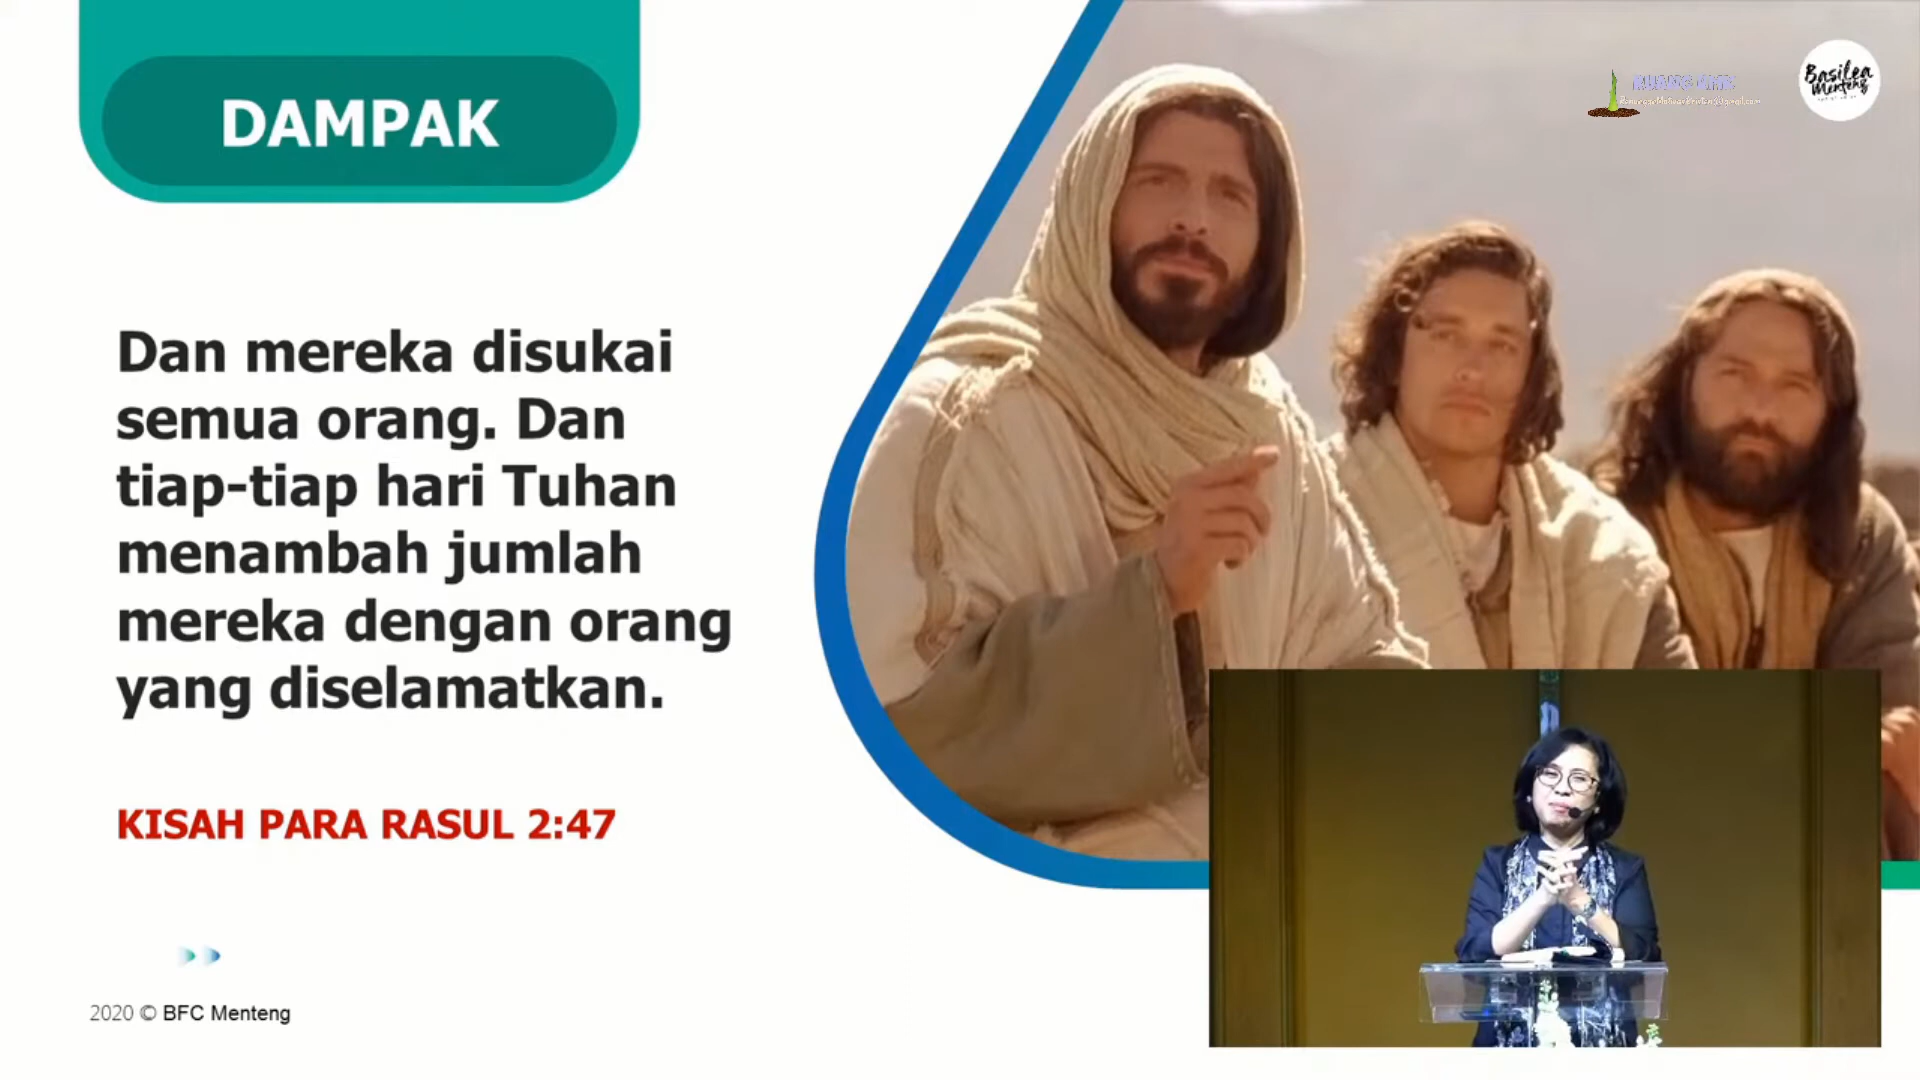 DAMPAK
Basilea
Menteng
Dan mereka disukai
semua orang. Dan
tiap-tiap hari Tuhan
menambah jumlah
mereka dengan orang
yang diselamatkan.
KISAH PARA RASUL 2:47
2020 © BFC Menteng